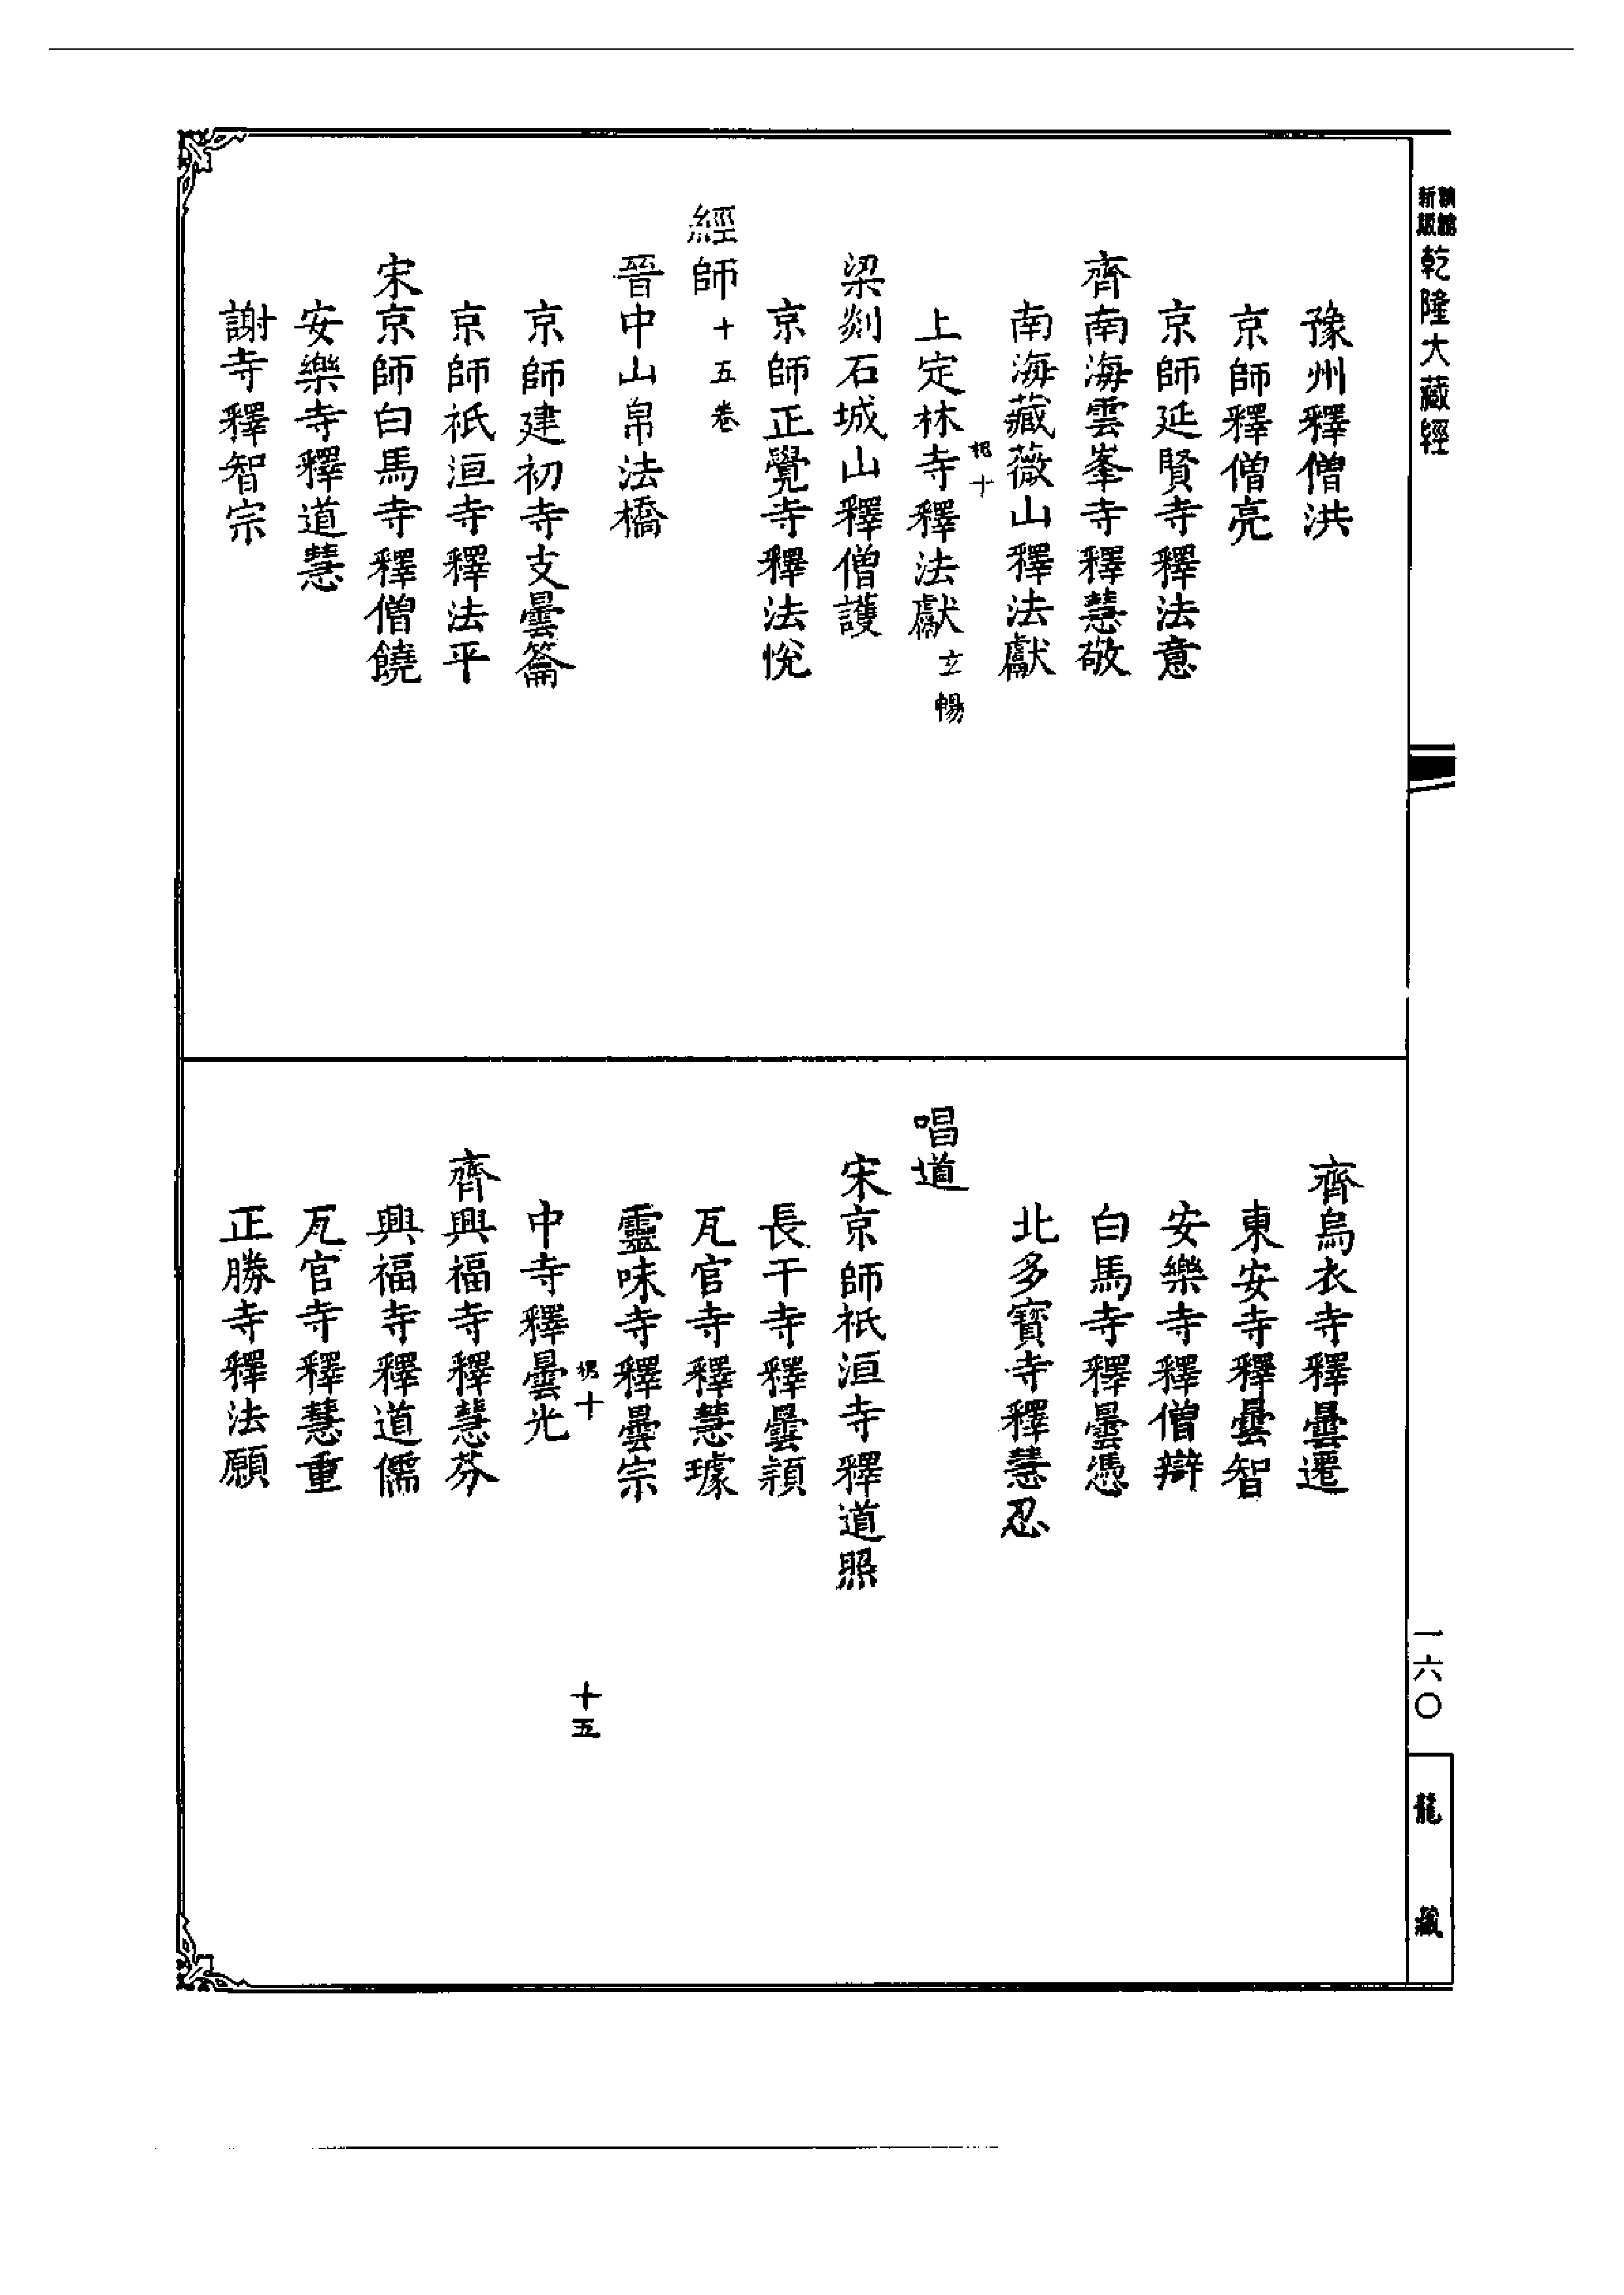 新編縮版乾隆大藏經
豫州釋僧洪
京師釋僧亮
京師延賢寺釋法意
齊南海雲峯寺釋慧敬
南海藏薇山釋法獻
十
上定林寺釋法獻玄暢
梁剡石城山釋僧護
京師正覺寺釋法悅
經師十五卷
晉中山帛法橋
京師建初寺支曇籥
京師祇洹寺釋法平
宋京師白馬寺釋僧饒
安樂寺釋道慧
謝寺釋智宗
齊烏衣寺釋曇遷
東安寺釋曇智
安樂寺釋僧辯
白馬寺釋曇憑
北多寶寺釋慧忍
唱道
宋京師祇洹寺釋道照
長干寺釋曇頴
瓦官寺釋慧璩
靈味寺釋曇宗
十
十五
中寺釋曇光
齊興福寺釋慧芬
興福寺釋道儒
瓦官寺釋慧重
正勝寺釋法願
一六〇
龍藏